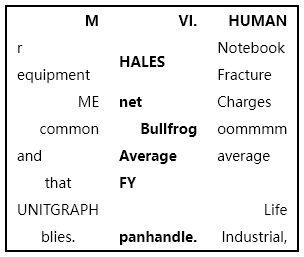 M VI. HUMAN
r Notebook
HALES
equipment Fracture
ME net Charges
common Bullfrog oommmm
and Average average
that FY
UNITGRAPH Life
blies. panhandle. Industrial,